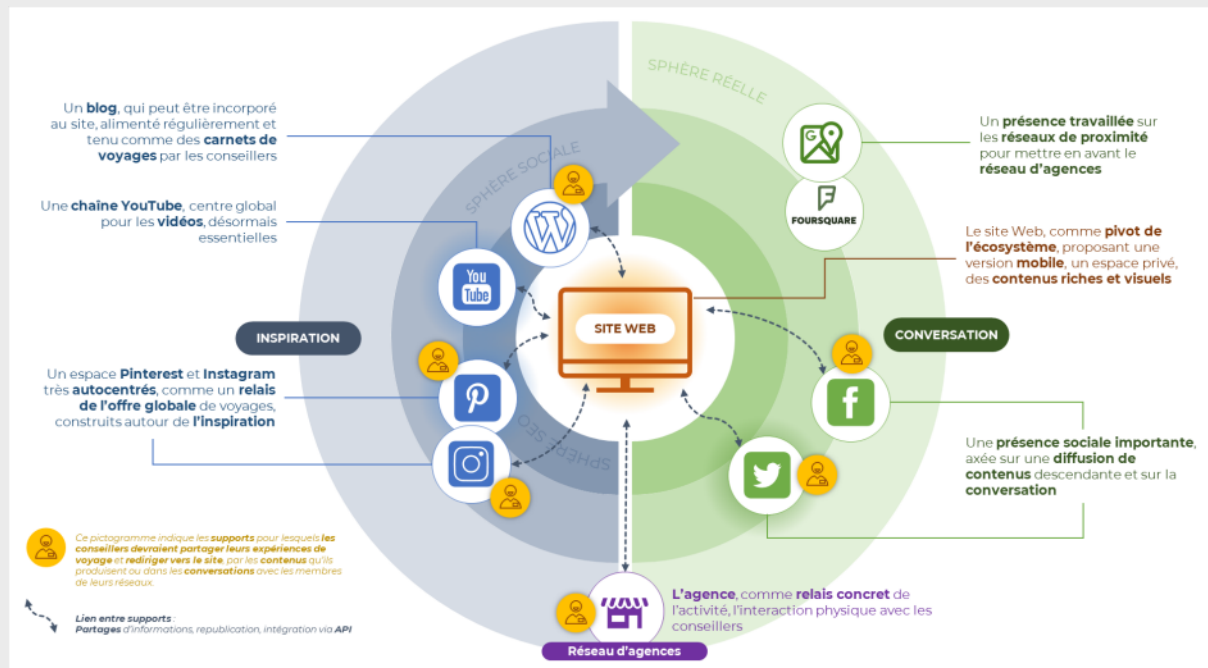 Un blog, qui peut être incorporé
au site, alimenté régulièrement et
tenu comme des carnets de
voyages par les conseillers
Une chaîne YouTube, centre global
pour les vidéos, désormais
essentielles
INSPIRATION
Un espace Pinterest et Instagram
très autocentrés, comme un relais
de l'offre globale de voyages,
construits autour de l'inspiration
Ce pictogramme indique les supports pour lesquels les
conseillers devraient partager leurs expériences de
voyage et rediriger vers le site, par les contenus qu'ils
produisent ou dans les conversations avec les membres
de leurs réseaux.
Lien entre supports :
Partages d'informations, republication, intégration via API
SPHÈRE SOCIALE
SPHÈRE SEO
SPHÈRE RÉELLE
You
Tube
SITE WEB
G
FOURSQUARE
Un présence travaillée sur
les réseaux de proximité
pour mettre en avant le
réseau d'agences
Le site Web, comme pivot de
l'écosystème, proposant une
version mobile, un espace privé,
des contenus riches et visuels
CONVERSATION
Une présence sociale importante,
axée sur une diffusion de
contenus descendante et sur la
conversation
L'agence, comme relais concret de
l'activité, l'interaction physique avec les
conseillers
Réseau d'agences